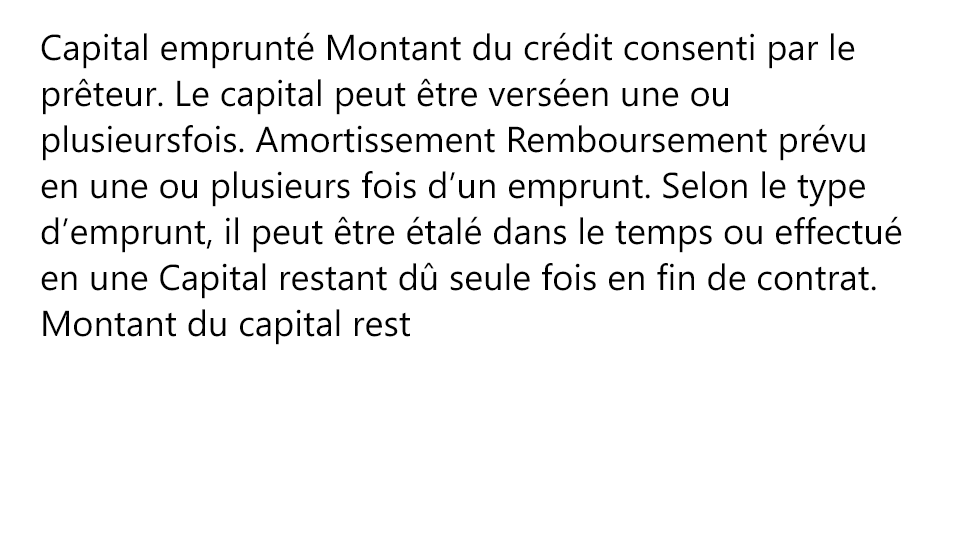 Capital emprunté Montant du crédit consenti par le
prêteur. Le capital peut être verséen une ou
plusieursfois. Amortissement Remboursement prévu
en une ou plusieurs fois d’un emprunt. Selon le type
d’emprunt, il peut être étalé dans le temps ou effectué
en une Capital restant dû seule fois en fin de contrat.
Montant du capital rest